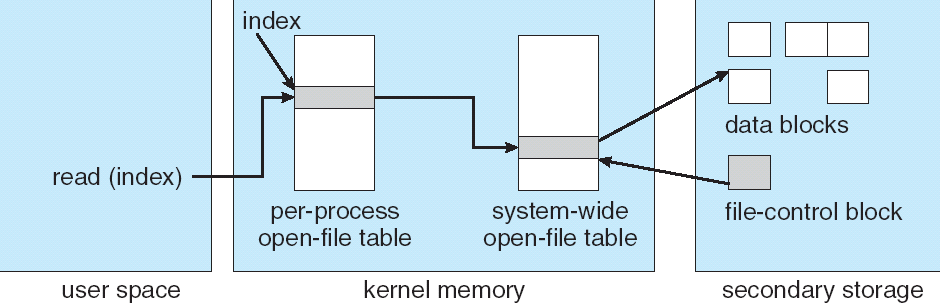 index
read (index)
per-process
open-file table
system-wide
open-file table
data blocks
file-control block
user space
kernel memory
secondary storage